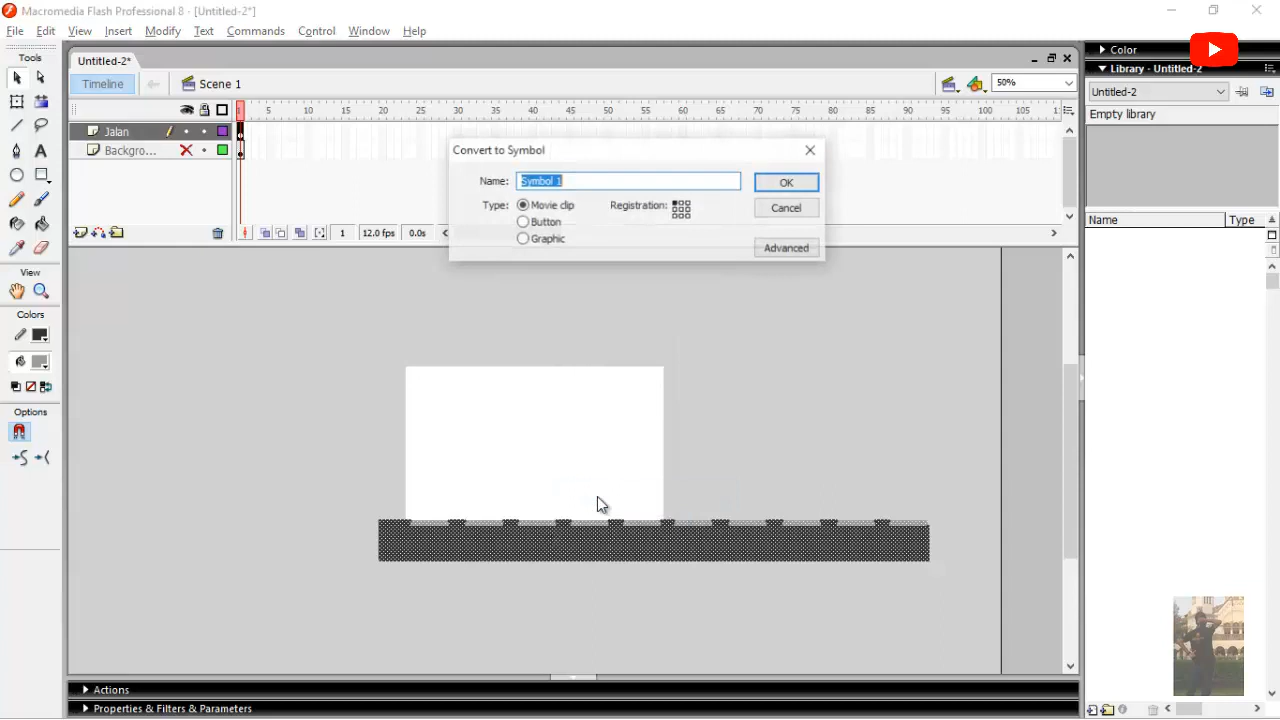 Macromedia Flash Professional 8 - [Untitled-2*]
File Edit View Insert Modify Text Commands Control Window Help
Tools
Untitled-2*
Timeline
Scene 1
50%
1 5 10 15 20 25 30 35 40 45 50 55 60 65 70 75 80 85 90 95 100 105
Jalan
Backgro...
1 12.0 fps 0.0s
Convert to Symbol
Name: Symbol 1
OK
Type: Movie clip
Registration:
Cancel
Button
Graphic
Advanced
View
Colors
Options
Actions
Properties & Filters & Parameters
Color
Library - Untitled-2
Untitled-2
Empty library
Name Type